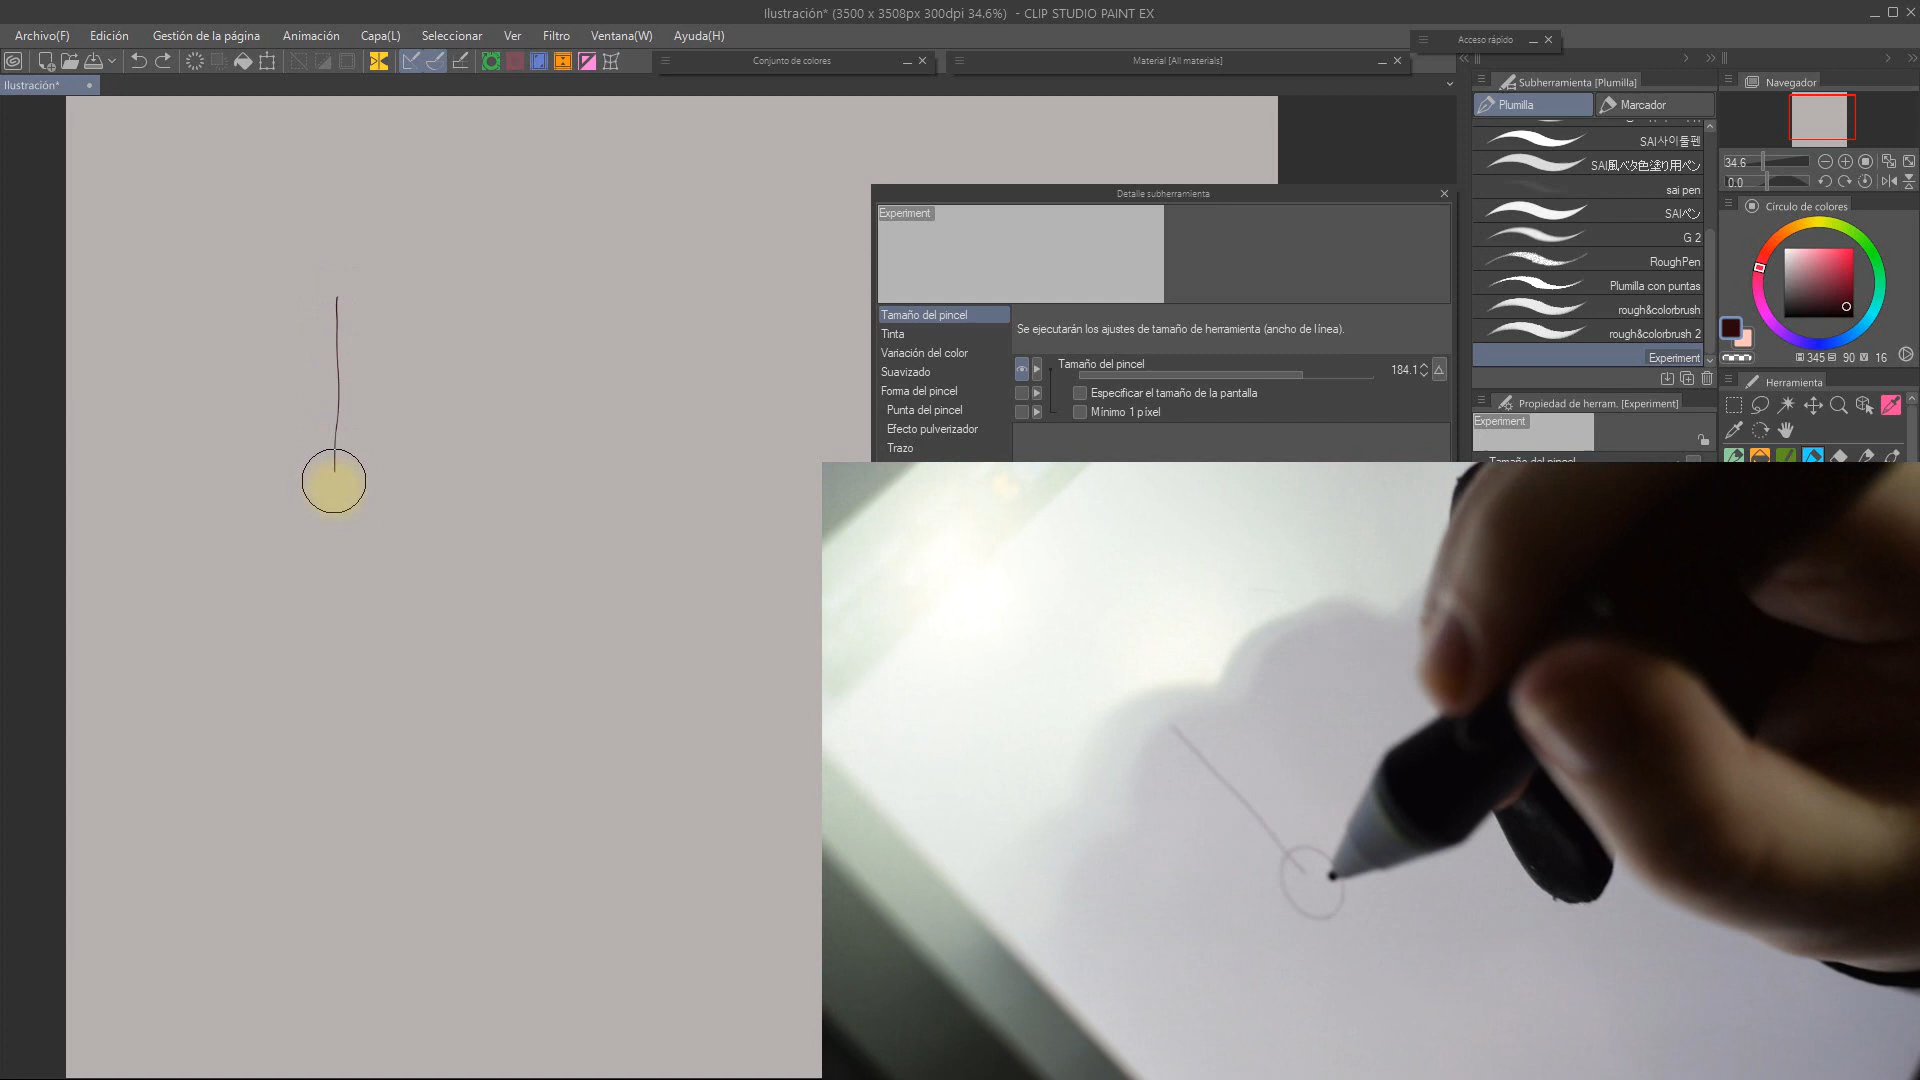 Ilustración* (3500 x 3508px 300dpi 34.6%) - CLIP STUDIO PAINT EX
Archivo(F) Edición Gestión de la página Animación Capa(L) Seleccionar Ver Filtro Ventana(W) Ayuda(H)
Acceso rápido
Conjunto de colores
Material [All materials]
Ilustración*
Subherramienta [Plumilla]
Plumilla
Marcador
SAI사이툴펜
SAI風ベタ色塗り用ペン
sai pen
SAIペン
G 2
RoughPen
Plumilla con puntas
rough&colorbrush
rough&colorbrush 2
Experiment
Navegador
34.6
0.0
Círculo de colores
345 90 16
Herramienta
Propiedad de herram. [Experiment]
Experiment
Detalle subherramienta
Experiment
Tamaño del pincel
Tinta
Variación del color
Suavizado
Forma del pincel
Punta del pincel
Efecto pulverizador
Trazo
Se ejecutarán los ajustes de tamaño de herramienta (ancho de línea).
Tamaño del pincel
184.1
Especificar el tamaño de la pantalla
Mínimo 1 píxel